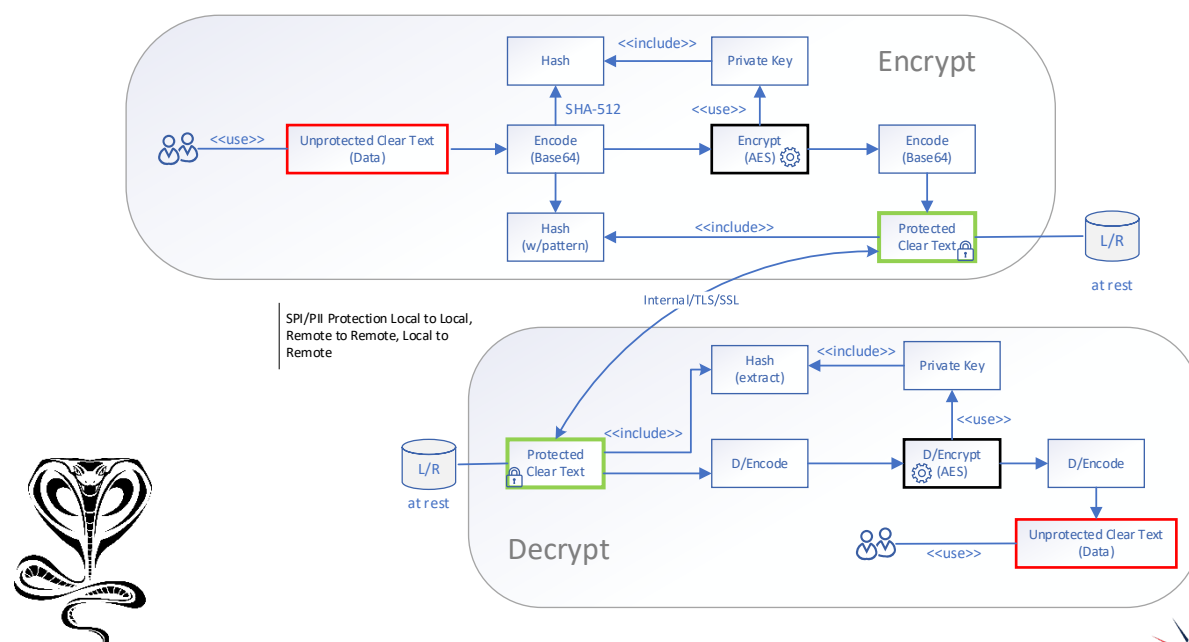 Encrypt
<<include>>
Hash
Private Key
SHA-512
<<use>>
<<use>>
Unprotected Clear Text
(Data)
Encode
(Base64)
Encrypt
(AES)
Encode
(Base64)
Hash
(w/pattern)
<<include>>
Protected
Clear Text
L/R
at rest
Internal/TLS/SSL
SPI/PII Protection Local to Local,
Remote to Remote, Local to
Remote
Hash
(extract)
<<include>>
Private Key
<<use>>
<<include>>
L/R
at rest
Protected
Clear Text
D/Encode
D/Encrypt
(AES)
D/Encode
Decrypt
<<use>>
Unprotected Clear Text
(Data)